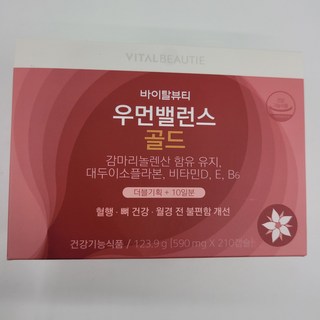 VITALBEAUTIE
바이탈뷰티
우먼밸런스
골드
감마리놀렌산 함유 유지,
대두이소플라본, 비타민D, E, B6
더블기획 + 10일분
혈행 · 뼈 건강 · 월경 전 불편함 개선
건강기능식품 / 123.9 g (590 mg X 210캡슐)